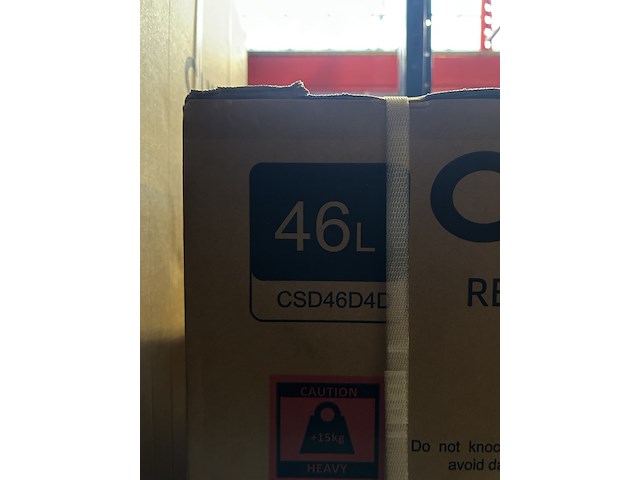 46L
CSD46D4D
RE
CAUTION
+15kg
HEAVY
Do not knoc
avoid da